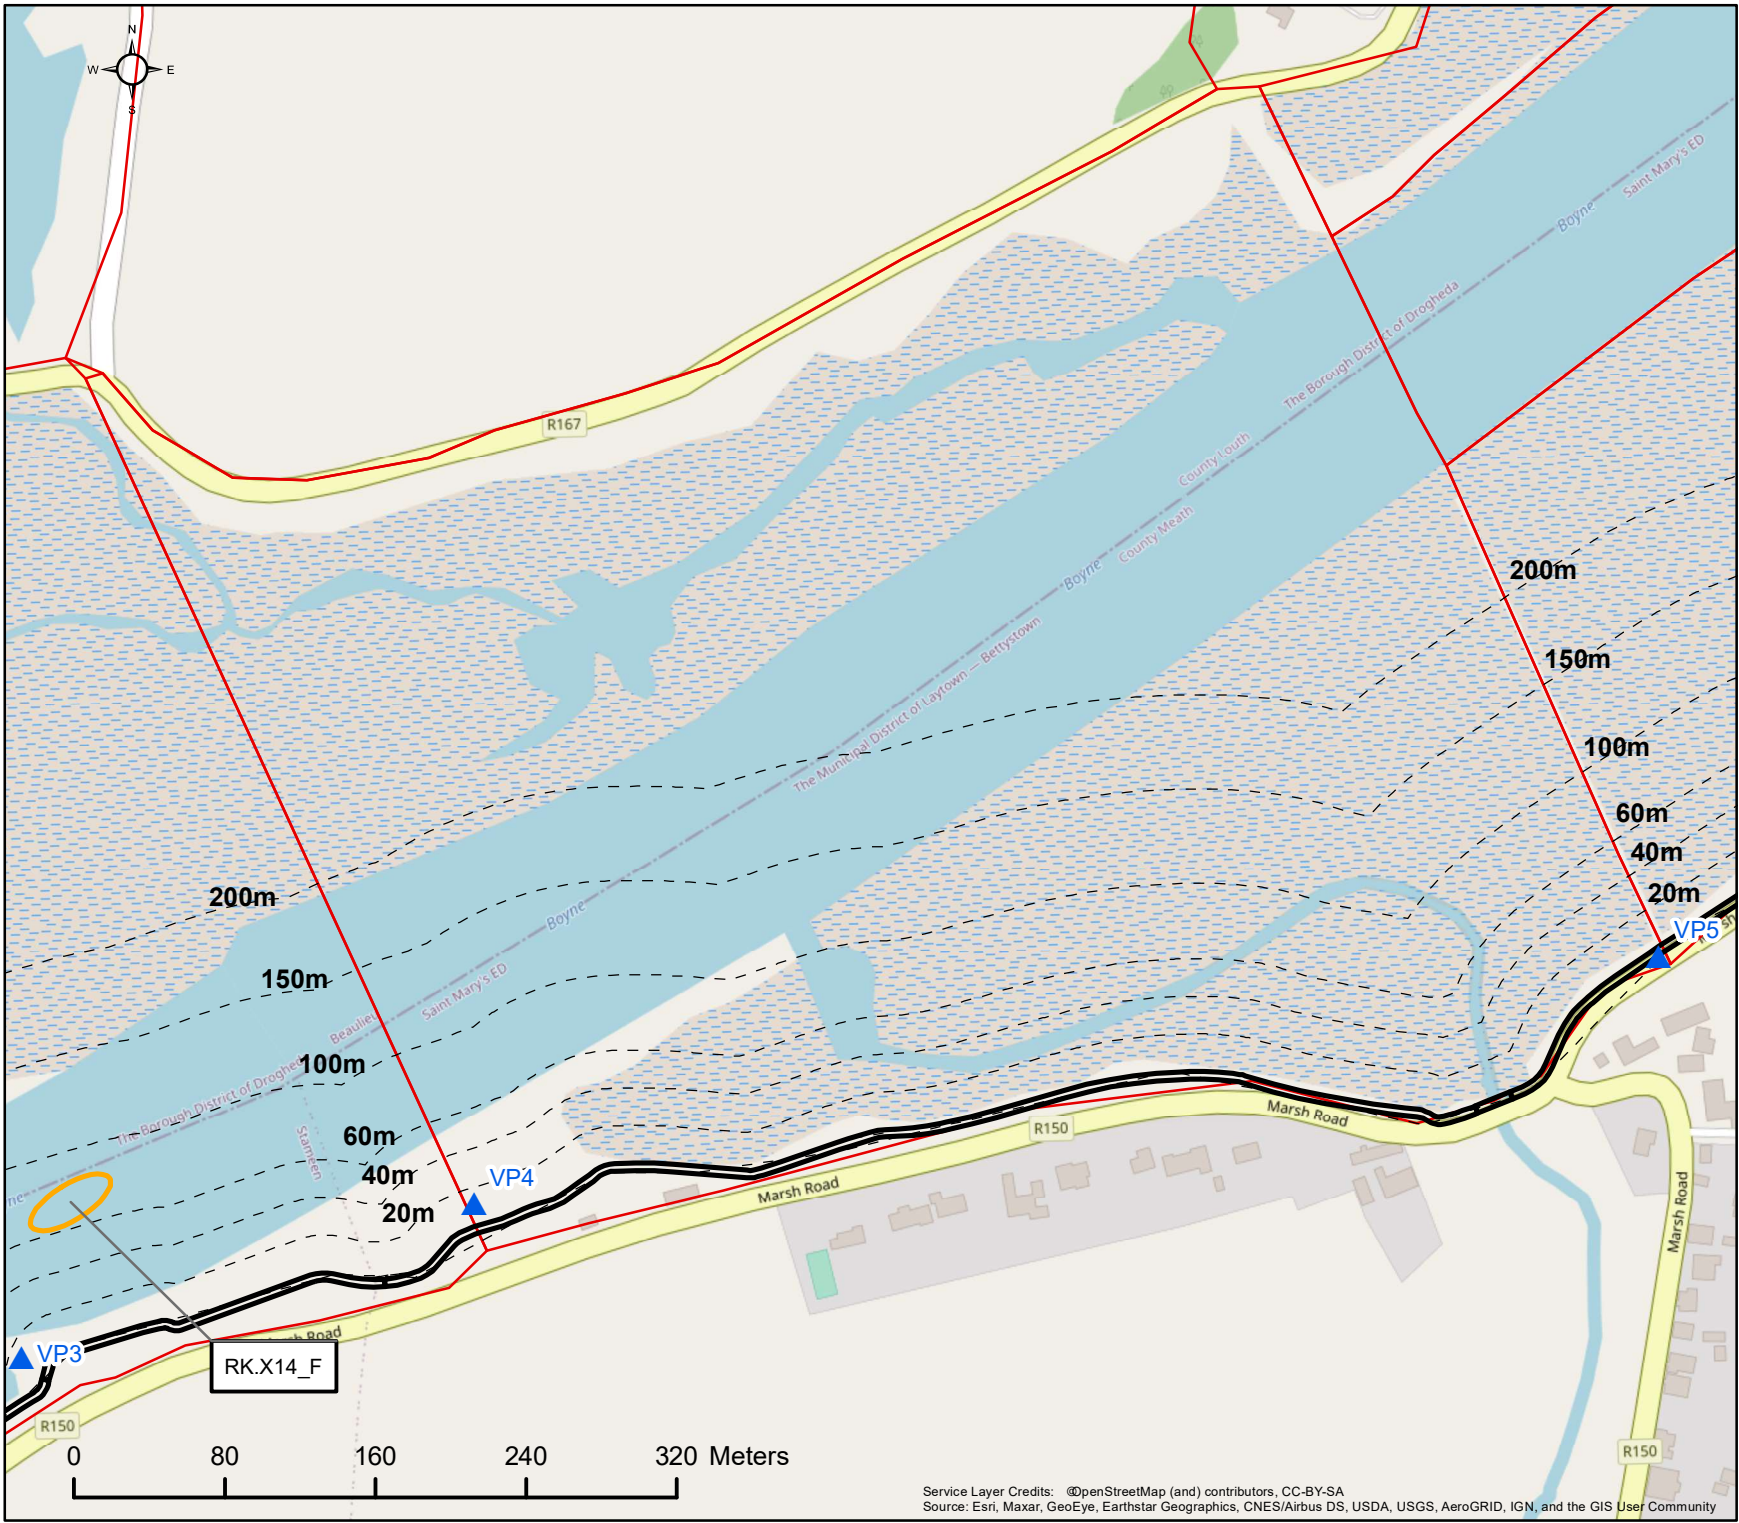 N
W E
S
Saint Mary's ED
Boyne
The Borough District of Drogheda
R167
County Louth
County Meath
Boyne
200m
The Municipal District of Laytown — Bettystown
150m
100m
60m
40m
200m
20m
Boyne
VP5
150m
Saint Mary's ED
Beaulieu
100m
The Borough District of Drogheda
60m
Stameen
40m
VP4
20m
R150
Marsh Road
Marsh Road
Marsh Road
VP3
RK.X14_F
R150
R150
0 80 160 240 320 Meters
Service Layer Credits: ©OpenStreetMap (and) contributors, CC-BY-SA
Source: Esri, Maxar, GeoEye, Earthstar Geographics, CNES/Airbus DS, USDA, USGS, AeroGRID, IGN, and the GIS User Community